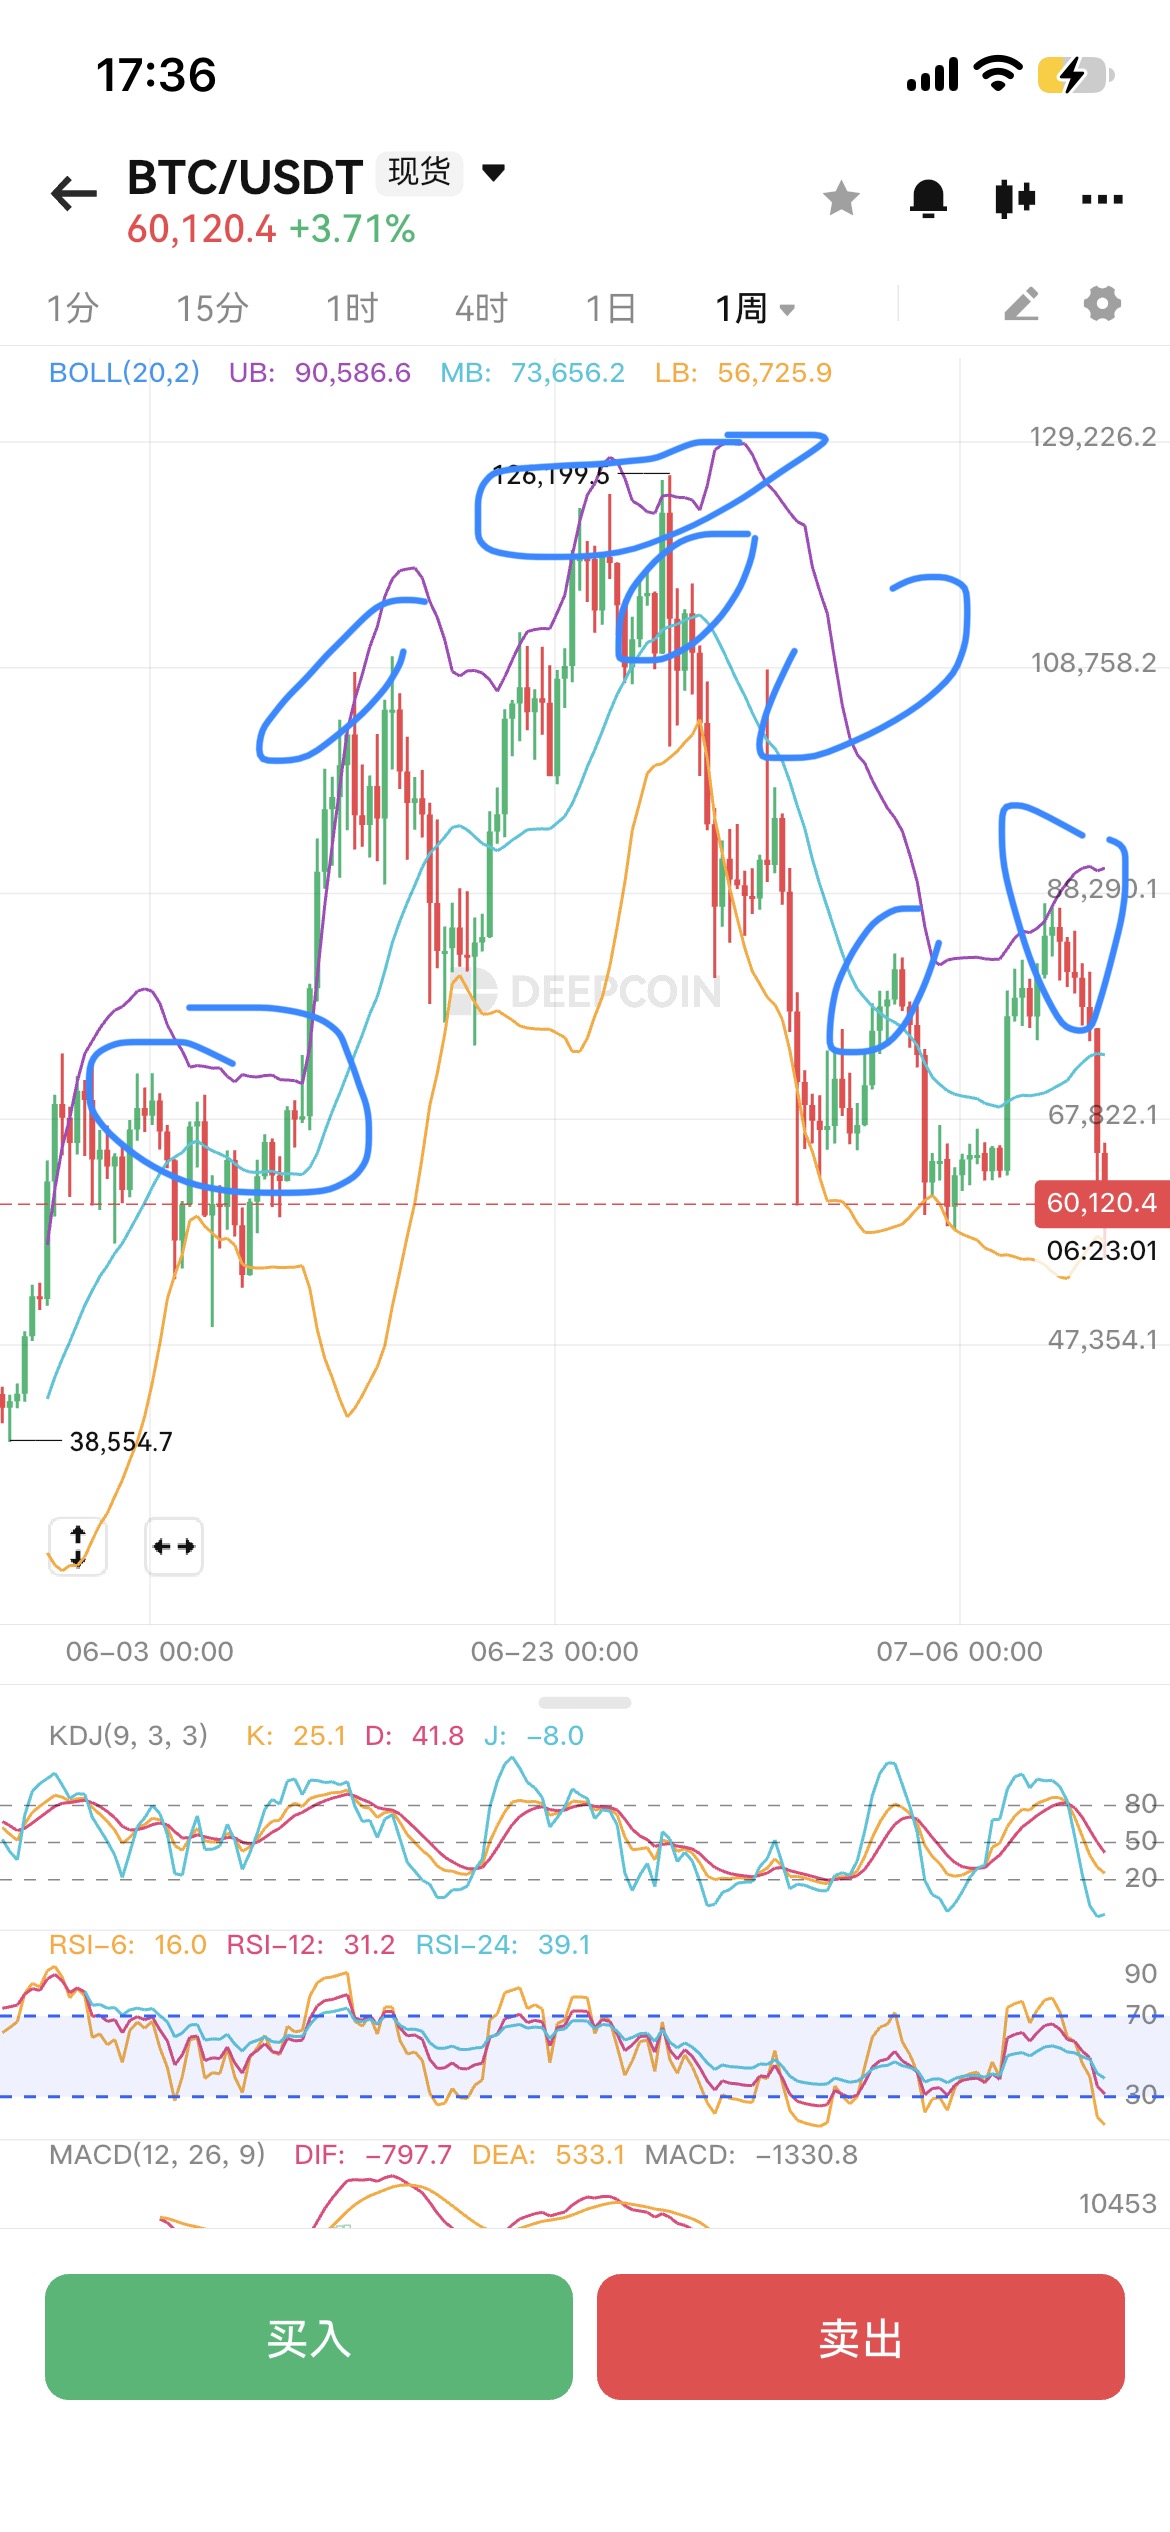 17:36
BTC/USDT 现货
60,120.4 +3.71%
1分 15分 1时 4时 1日 1周
BOLL(20,2) UB: 90,586.6 MB: 73,656.2 LB: 56,725.9
129,226.2
126,199.5
108,758.2
88,290.1
DEEPCOIN
67,822.1
60,120.4
06:23:01
47,354.1
38,554.7
06-03 00:00 06-23 00:00 07-06 00:00
KDJ(9, 3, 3) K: 25.1 D: 41.8 J: -8.0
80
50
20
RSI-6: 16.0 RSI-12: 31.2 RSI-24: 39.1
90
70
30
MACD(12, 26, 9) DIF: -797.7 DEA: 533.1 MACD: -1330.8
10453
买入 卖出